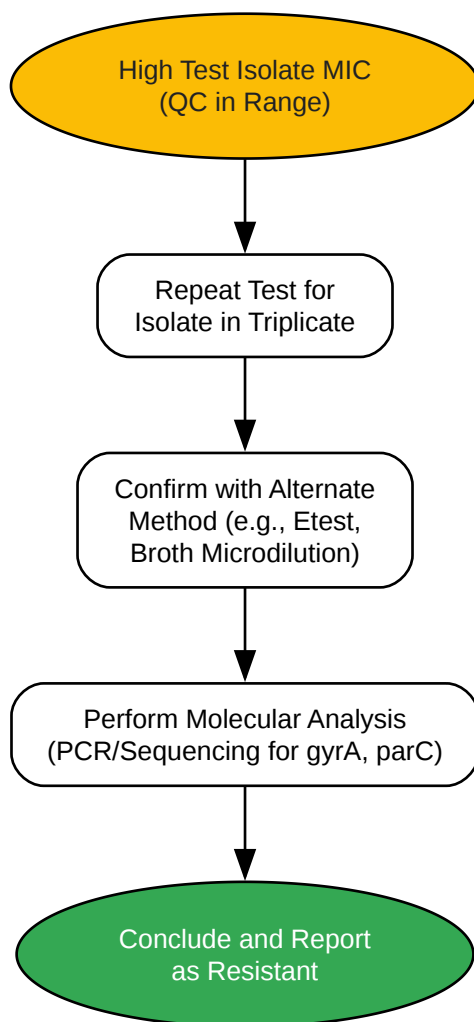 High Test Isolate MIC
(QC in Range)
Repeat Test for
Isolate in Triplicate
Confirm with Alternate
Method (e.g., Etest,
Broth Microdilution)
Perform Molecular Analysis
(PCR/Sequencing for gyrA, parC)
Conclude and Report
as Resistant